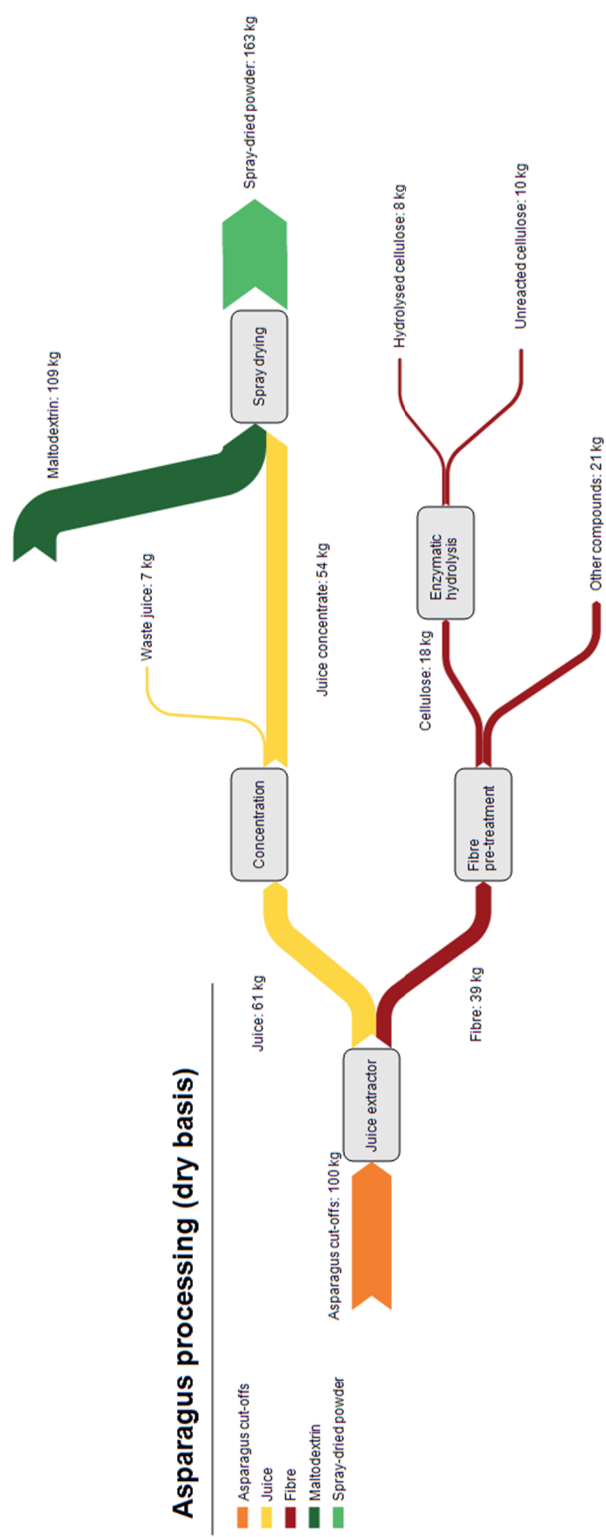 Asparagus processing (dry basis)
Asparagus cut-offs
Juice
Fibre
Maltodextrin
Spray-dried powder
Asparagus cut-offs: 100 kg
Juice extractor
Juice: 61 kg
Fibre: 39 kg
Concentration
Waste juice: 7 kg
Juice concentrate: 54 kg
Maltodextrin: 109 kg
Spray drying
Spray-dried powder: 163 kg
Fibre
pre-treatment
Cellulose: 18 kg
Other compounds: 21 kg
Enzymatic
hydrolysis
Hydrolysed cellulose: 8 kg
Unreacted cellulose: 10 kg